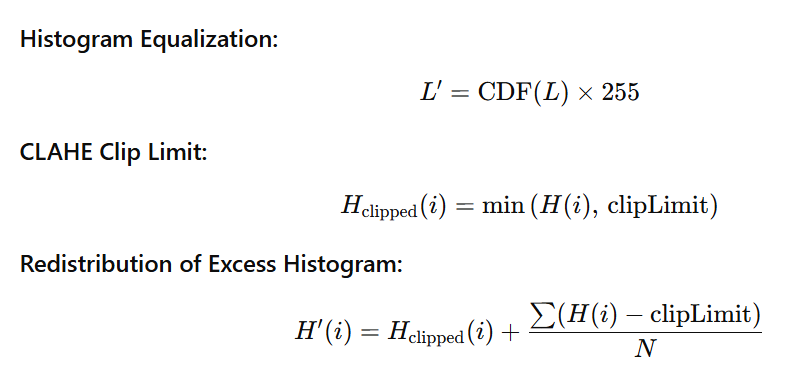 Histogram Equalization:
L′ = CDF(L) × 255
CLAHE Clip Limit:
H_clipped(i) = min (H(i), clipLimit)
Redistribution of Excess Histogram:
H′(i) = H_clipped(i) + ∑(H(i) − clipLimit) / N